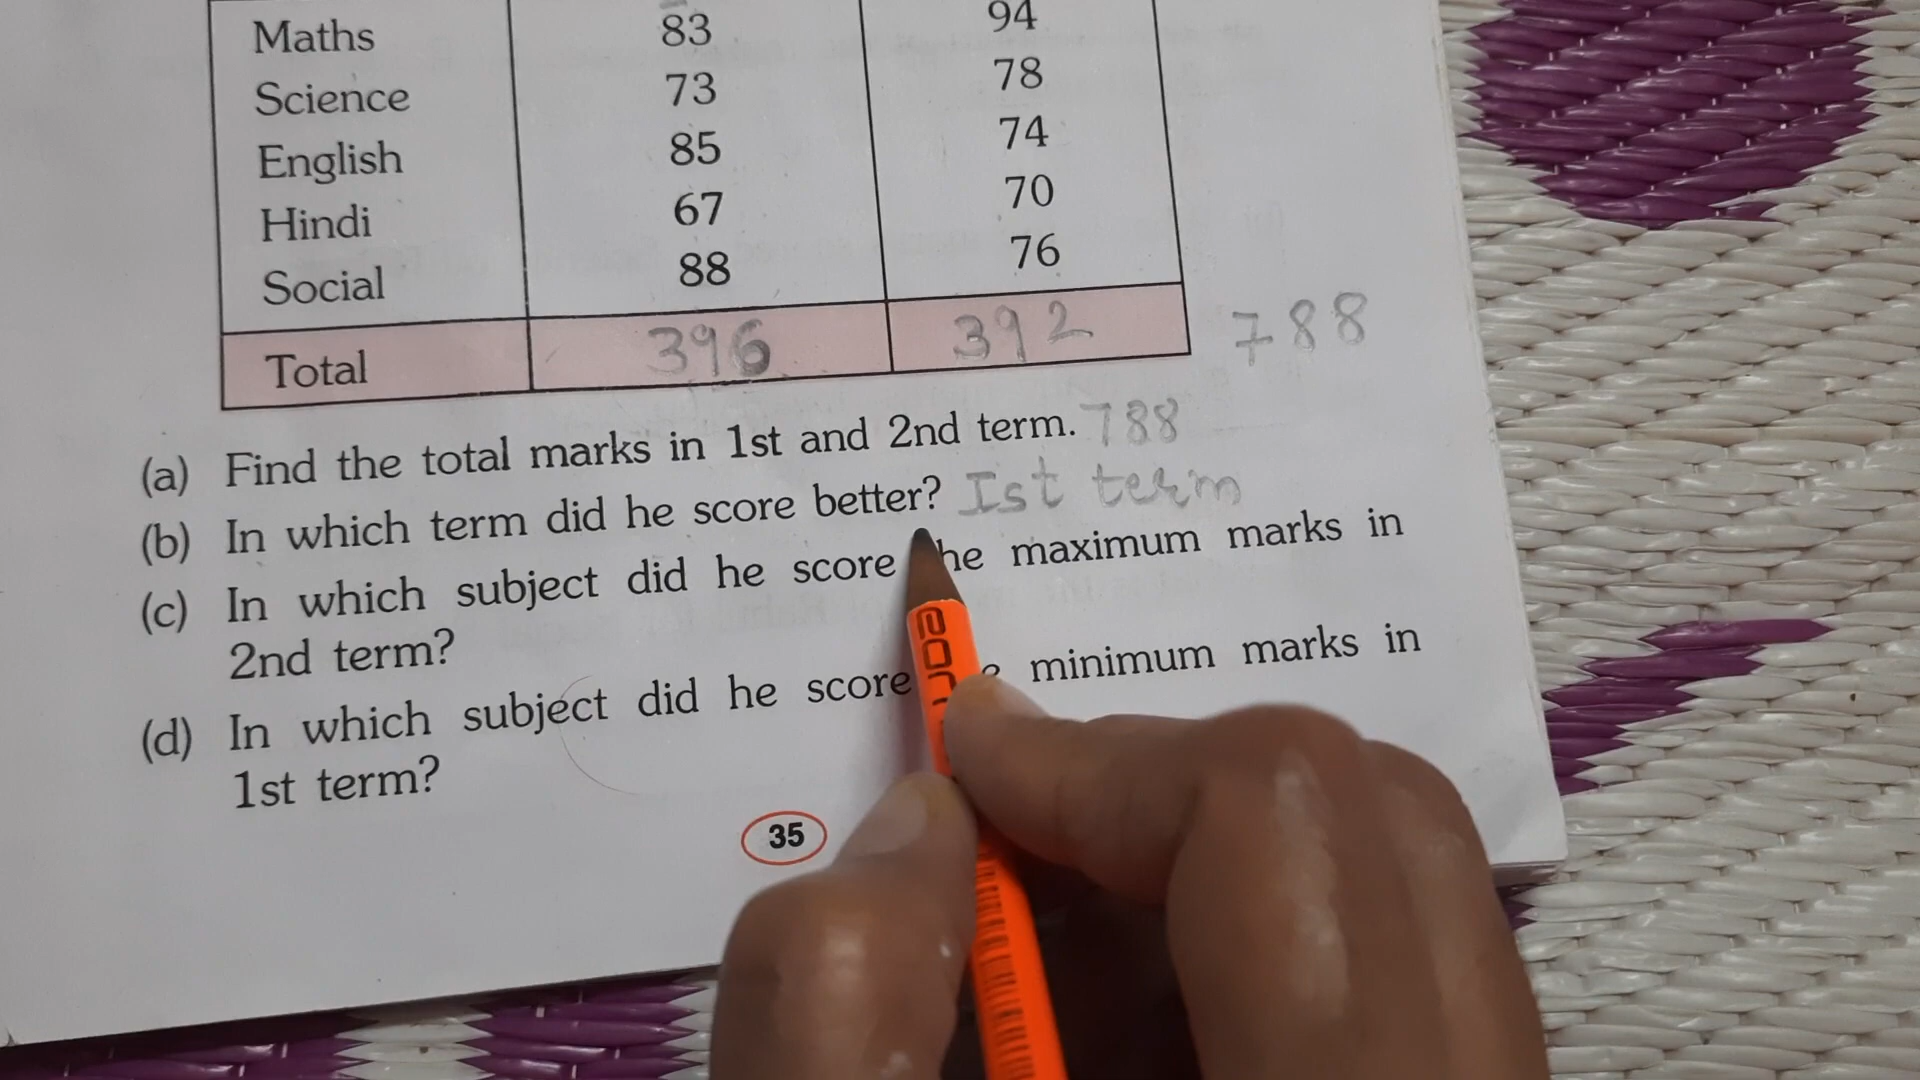 Maths 83 94
Science 73 78
English 85 74
Hindi 67 70
Social 88 76
Total 396 392 788
(a) Find the total marks in 1st and 2nd term. 788
(b) In which term did he score better? Ist term
(c) In which subject did he score he maximum marks in
2nd term?
(d) In which subject did he score minimum marks in
1st term?
35